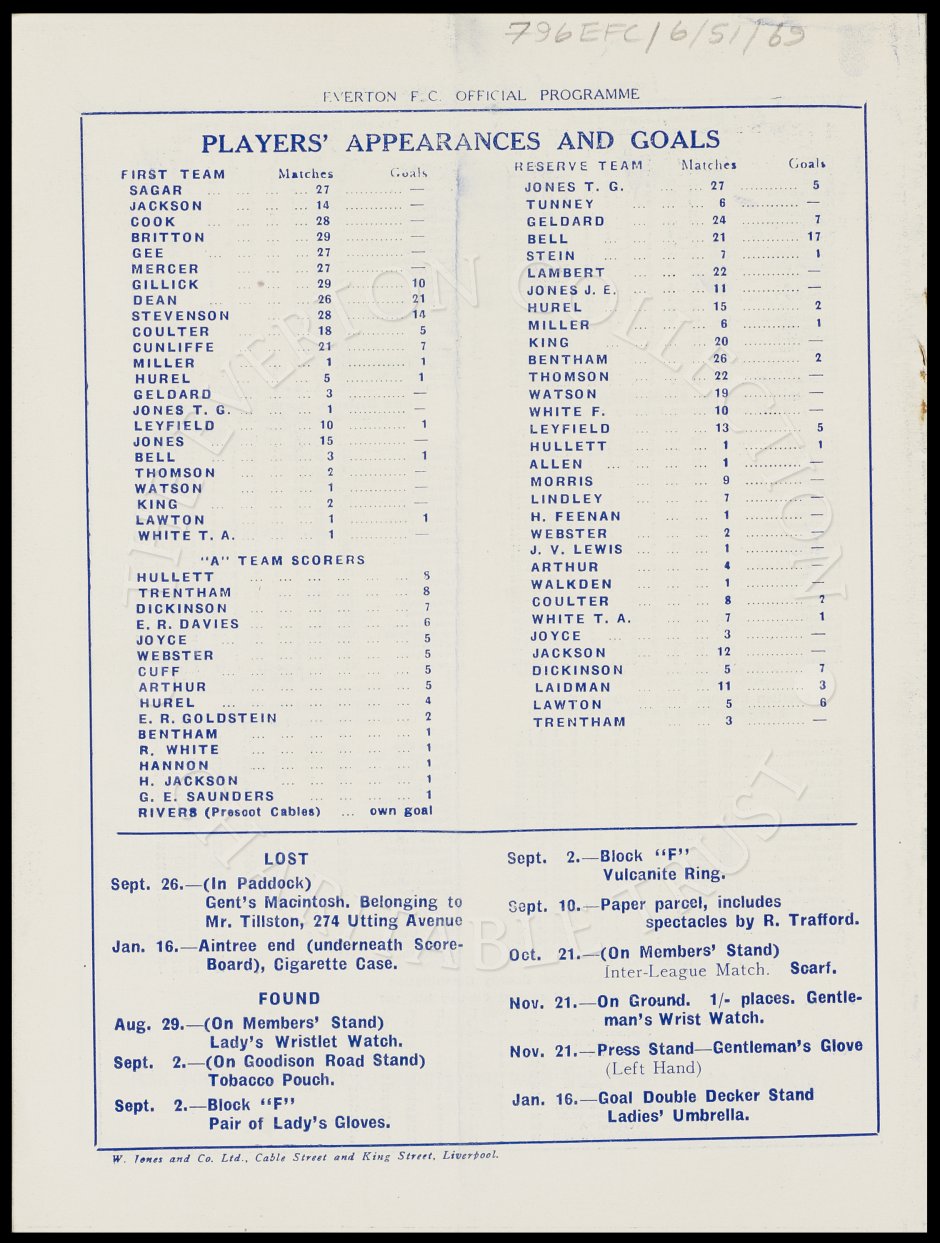 796EFC/6/51/69
EVERTON F.C. OFFICIAL PROGRAMME
PLAYERS' APPEARANCES AND GOALS
FIRST TEAM Matches Goals
SAGAR ... ... ... 27 ............ —
JACKSON ... ... 14 ............ —
COOK ... ... ... 28 ............ —
BRITTON ... ... 29 ............ —
GEE ... ... ... 27 ............ —
MERCER ... ... 27 ............ —
GILLICK ... ... 29 ............ 10
DEAN ... ... ... 26 ............ 21
STEVENSON ... ... 28 ............ 14
COULTER ... ... 18 ............ 5
CUNLIFFE ... ... 21 ............ 7
MILLER ... ... 1 ............ 1
HUREL ... ... ... 5 ............ 1
GELDARD ... ... 3 ............ —
JONES T. G. ... ... 1 ............ —
LEYFIELD ... ... 10 ............ 1
JONES ... ... ... 15 ............ —
BELL ... ... ... 3 ............ 1
THOMSON ... ... 2 ............ —
WATSON ... ... 1 ............ —
KING ... ... ... 2 ............ —
LAWTON ... ... 1 ............ 1
WHITE T. A. ... ... 1 ............ —
"A" TEAM SCORERS
HULLETT ... ... ... ... ... ... 8
TRENTHAM ... ... ... ... ... 8
DICKINSON ... ... ... ... ... 7
E. R. DAVIES ... ... ... ... ... 6
JOYCE ... ... ... ... ... ... 5
WEBSTER ... ... ... ... ... 5
CUFF ... ... ... ... ... ... 5
ARTHUR ... ... ... ... ... 5
HUREL ... ... ... ... ... ... 4
E. R. GOLDSTEIN ... ... ... ... 2
BENTHAM ... ... ... ... ... 1
R. WHITE ... ... ... ... ... 1
HANNON ... ... ... ... ... 1
H. JACKSON ... ... ... ... ... 1
G. E. SAUNDERS ... ... ... ... 1
RIVERS (Prescot Cables) ... own goal
RESERVE TEAM Matches Goals
JONES T. G. ... ... 27 ............ 5
TUNNEY ... ... ... 6 ............ —
GELDARD ... ... 24 ............ 7
BELL ... ... ... 21 ............ 17
STEIN ... ... ... 7 ............ 1
LAMBERT ... ... 22 ............ —
JONES J. E. ... ... 11 ............ —
HUREL ... ... ... 15 ............ 2
MILLER ... ... ... 6 ............ 1
KING ... ... ... 20 ............ —
BENTHAM ... ... 26 ............ 2
THOMSON ... ... 22 ............ —
WATSON ... ... 19 ............ —
WHITE F. ... ... 10 ............ —
LEYFIELD ... ... 13 ............ 5
HULLETT ... ... 1 ............ 1
ALLEN ... ... ... 1 ............ —
MORRIS ... ... 9 ............ —
LINDLEY ... ... 7 ............ —
H. FEENAN ... ... 1 ............ —
WEBSTER ... ... 2 ............ —
J. V. LEWIS ... ... 1 ............ —
ARTHUR ... ... 4 ............ —
WALKDEN ... ... 1 ............ —
COULTER ... ... 8 ............ 2
WHITE T. A. ... ... 7 ............ 1
JOYCE ... ... ... 3 ............ —
JACKSON ... ... 12 ............ —
DICKINSON ... ... 5 ............ 7
LAIDMAN ... ... 11 ............ 3
LAWTON ... ... 5 ............ 6
TRENTHAM ... ... 3 ............ —
LOST
Sept. 26.—(In Paddock)
Gent's Macintosh. Belonging to
Mr. Tillston, 274 Utting Avenue
Jan. 16.—Aintree end (underneath Score-
Board), Cigarette Case.
FOUND
Aug. 29.—(On Members' Stand)
Lady's Wristlet Watch.
Sept. 2.—(On Goodison Road Stand)
Tobacco Pouch.
Sept. 2.—Block "F"
Pair of Lady's Gloves.
Sept. 2.—Block "F"
Vulcanite Ring.
Sept. 10.—Paper parcel, includes
spectacles by R. Trafford.
Oct. 21.—(On Members' Stand)
Inter-League Match. Scarf.
Nov. 21.—On Ground. 1/- places. Gentle-
man's Wrist Watch.
Nov. 21.—Press Stand—Gentleman's Glove
(Left Hand)
Jan. 16.—Goal Double Decker Stand
Ladies' Umbrella.
W. Jones and Co. Ltd., Cable Street and King Street, Liverpool.
THE EVERTON COLLECTION
CHARITABLE TRUST